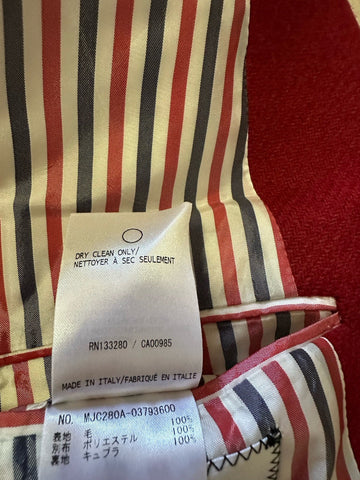 DRY CLEAN ONLY/
NETTOYER À SEC SEULEMENT
RN133280 / CA00985
MADE IN ITALY/FABRIQUÉ EN ITALIE
NO. MJC280A-03793600
表地 毛 100%
別布 ポリエステル 100%
裏地 キュプラ 100%